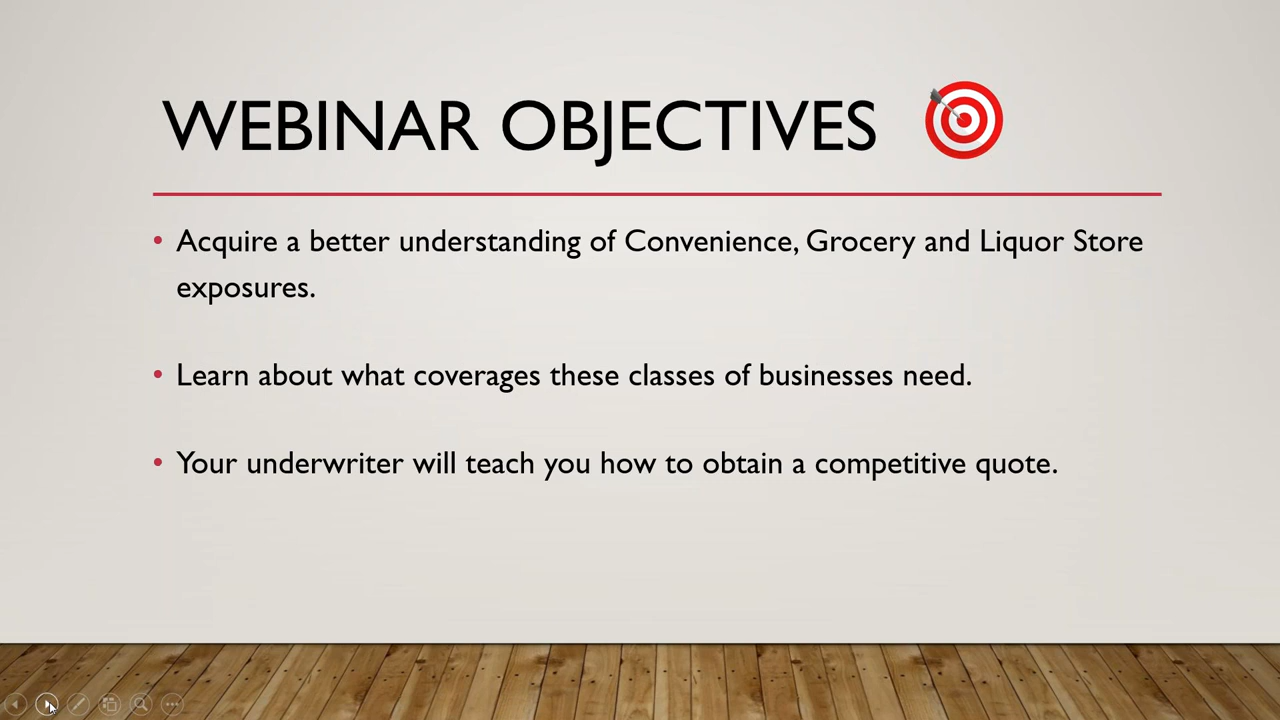 WEBINAR OBJECTIVES
• Acquire a better understanding of Convenience, Grocery and Liquor Store
exposures.
• Learn about what coverages these classes of businesses need.
• Your underwriter will teach you how to obtain a competitive quote.